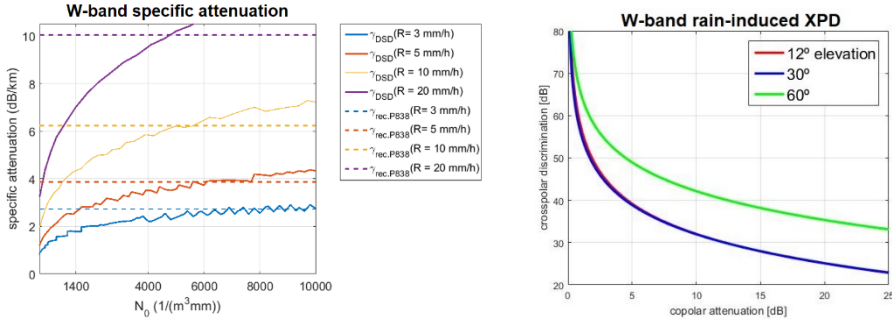 W-band specific attenuation
specific attenuation (dB/km)
10
8
6
4
2
0
1400
4000
6000
8000
10000
N0 (1/(m³mm))
γDSD(R= 3 mm/h)
γDSD(R= 5 mm/h)
γDSD(R = 10 mm/h)
γDSD(R = 20 mm/h)
γrec.P838(R= 3 mm/h)
γrec.P838(R= 5 mm/h)
γrec.P838(R = 10 mm/h)
γrec.P838(R = 20 mm/h)
W-band rain-induced XPD
crosspolar discrimination [dB]
80
70
60
50
40
30
20
0
5
10
15
20
25
copolar attenuation [dB]
12º elevation
30º
60º